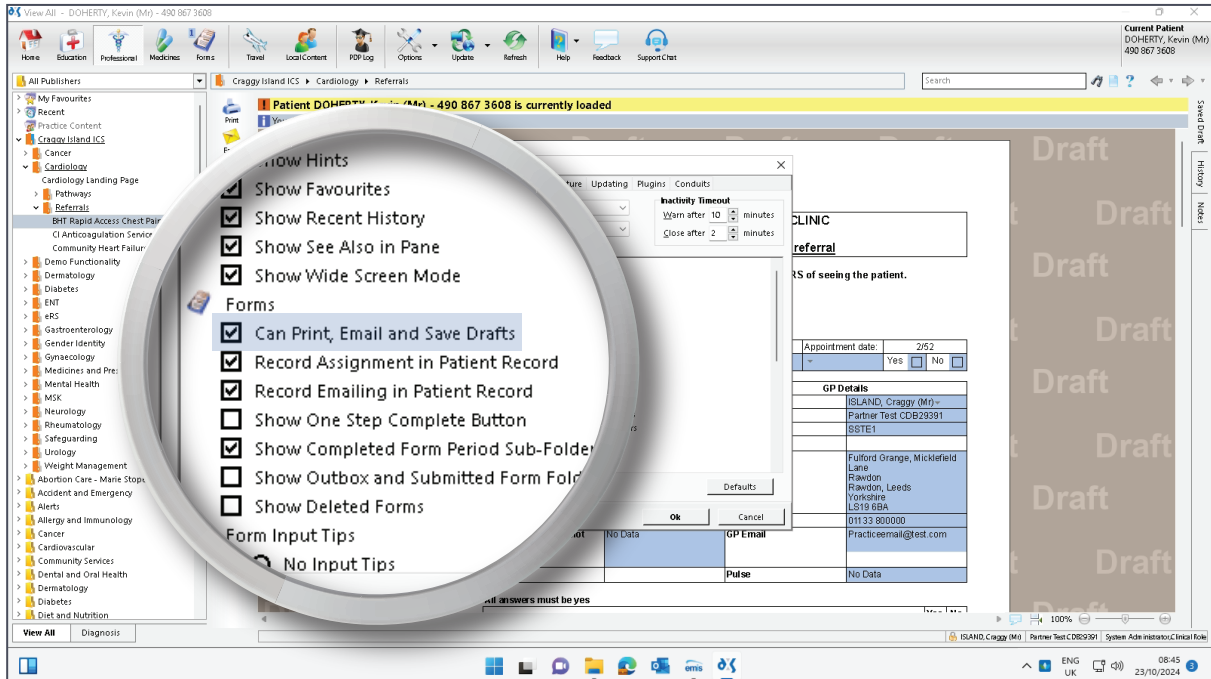 View All - DOHERTY, Kevin (Mr) - 490 867 3608
Current Patient
DOHERTY, Kevin (Mr)
490 867 3608
Home Education Professional Medicines Forms Travel Local Content PDP Log Options Update Refresh Help Feedback Support Chat
All Publishers
Craggy Island ICS Cardiology Referrals
Search
My Favourites
Recent
Practice Content
Craggy Island ICS
Cancer
Cardiology
Cardiology Landing Page
Pathways
Referrals
BHT Rapid Access Chest
CI Anticoagulation
Community Heart
Demo Functionality
Dermatology
Diabetes
ENT
eRS
Gastroenterology
Gender Identity
Gynaecology
Medicines and
Mental Health
MSK
Neurology
Rheumatology
Safeguarding
Urology
Weight Management
Abortion Care - Marie
Accident and Emergency
Alerts
Allergy and Immunology
Cancer
Cardiovascular
Community Services
Dental and Oral Health
Dermatology
Diabetes
Diet and Nutrition
View All Diagnosis
Print
Patient DOHERTY, Kevin (Mr) - 490 867 3608 is currently loaded
Show Hints
Show Favourites
Show Recent History
Show See Also in Pane
Show Wide Screen Mode
Forms
Can Print, Email and Save Drafts
Record Assignment in Patient Record
Record Emailing in Patient Record
Show One Step Complete Button
Show Completed Form Period Sub-Folder
Show Outbox and Submitted Form
Show Deleted Forms
Form Input Tips
No Input Tips
Updating Plugins Conduits
Inactivity Timeout
Warn after 10 minutes
Close after 2 minutes
Defaults
Ok Cancel
CLINIC
referral
of seeing the patient.
Appointment date: 2/52
Yes No
GP Details
ISLAND, Craggy (Mr)
Partner Test CDB29391
SSTE1
Fulford Grange, Micklefield
Lane
Rawdon
Rawdon, Leeds
Yorkshire
LS19 6BA
01133 800000
No Data GP Email Practiceemail@test.com
Pulse No Data
All answers must be yes
Yes No
Draft
Draft
Draft
Draft
Draft
Draft
Draft
Draft
Saved Draft
History
Notes
100%
ISLAND, Craggy (Mr) Partner Test CDB29391 System Administrator,Clinical Role
emis
ENG
UK
08:45
23/10/2024
3